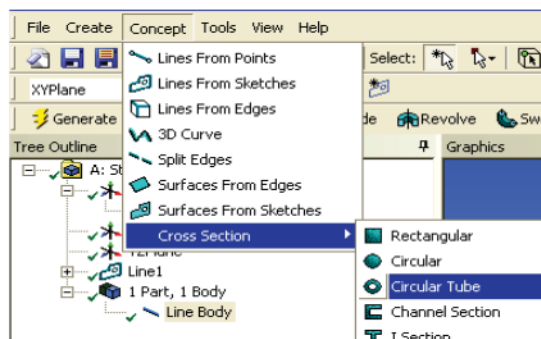 File Create Concept Tools View Help
Lines From Points
Select:
Lines From Sketches
XYPlane
Lines From Edges
Generate
Revolve
3D Curve
Tree Outline
Graphics
Split Edges
A:
Surfaces From Edges
Surfaces From Sketches
Cross Section
Rectangular
Circular
Line1
Circular Tube
1 Part, 1 Body
Channel Section
Line Body
I Section